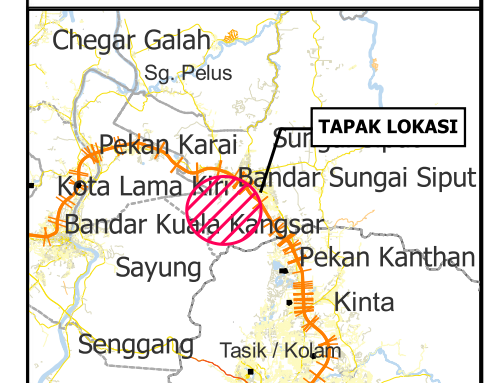 Chegar Galah
Sg. Pelus
TAPAK LOKASI
Pekan Karai
Kota Lama Kiri
Bandar Sungai Siput
Bandar Kuala Kangsar
Pekan Kanthan
Sayung
Kinta
Senggang
Tasik / Kolam